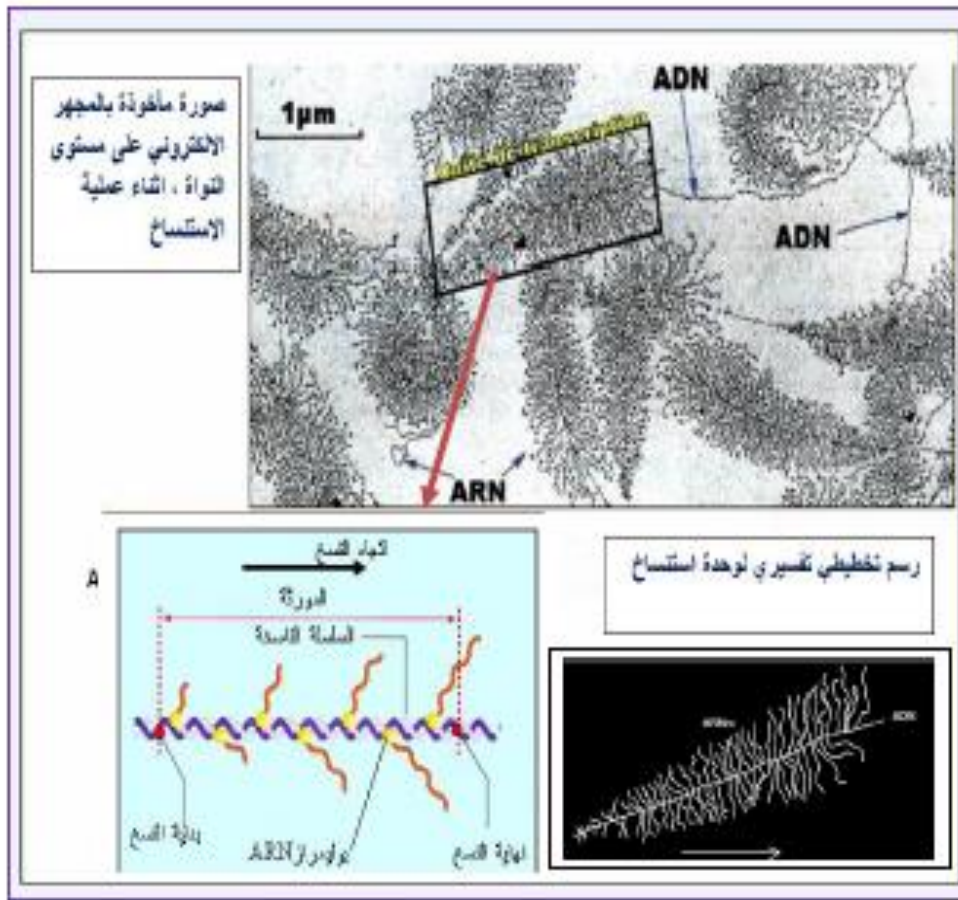 صورة مأخوذة بالمجهر
الالكتروني على مستوى
النواة ، اثناء عملية
الاستنساخ
1µm
ADN
ADN
ARN
رسم تخطيطي تفسيري لوحدة استنساخ
A
اتجاه النسخ
المورثة
السلسلة الناسخة
بداية النسخ
بوليمراز ARN
نهاية النسخ
ADN